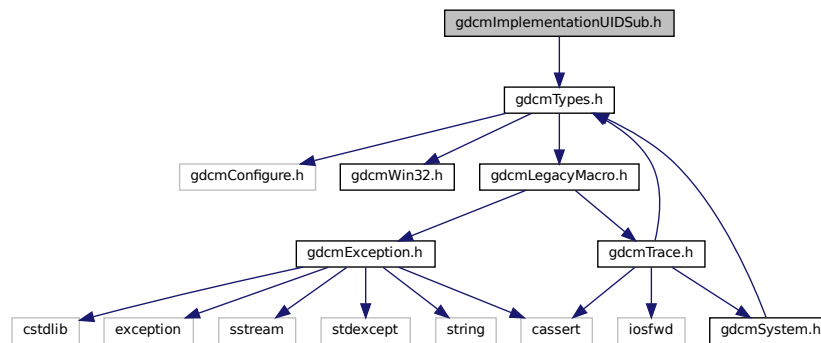 gdcmImplementationUIDSub.h
gdcmTypes.h
gdcmConfigure.h
gdcmWin32.h
gdcmLegacyMacro.h
gdcmException.h
gdcmTrace.h
cstdlib
exception
sstream
stdexcept
string
cassert
iosfwd
gdcmSystem.h